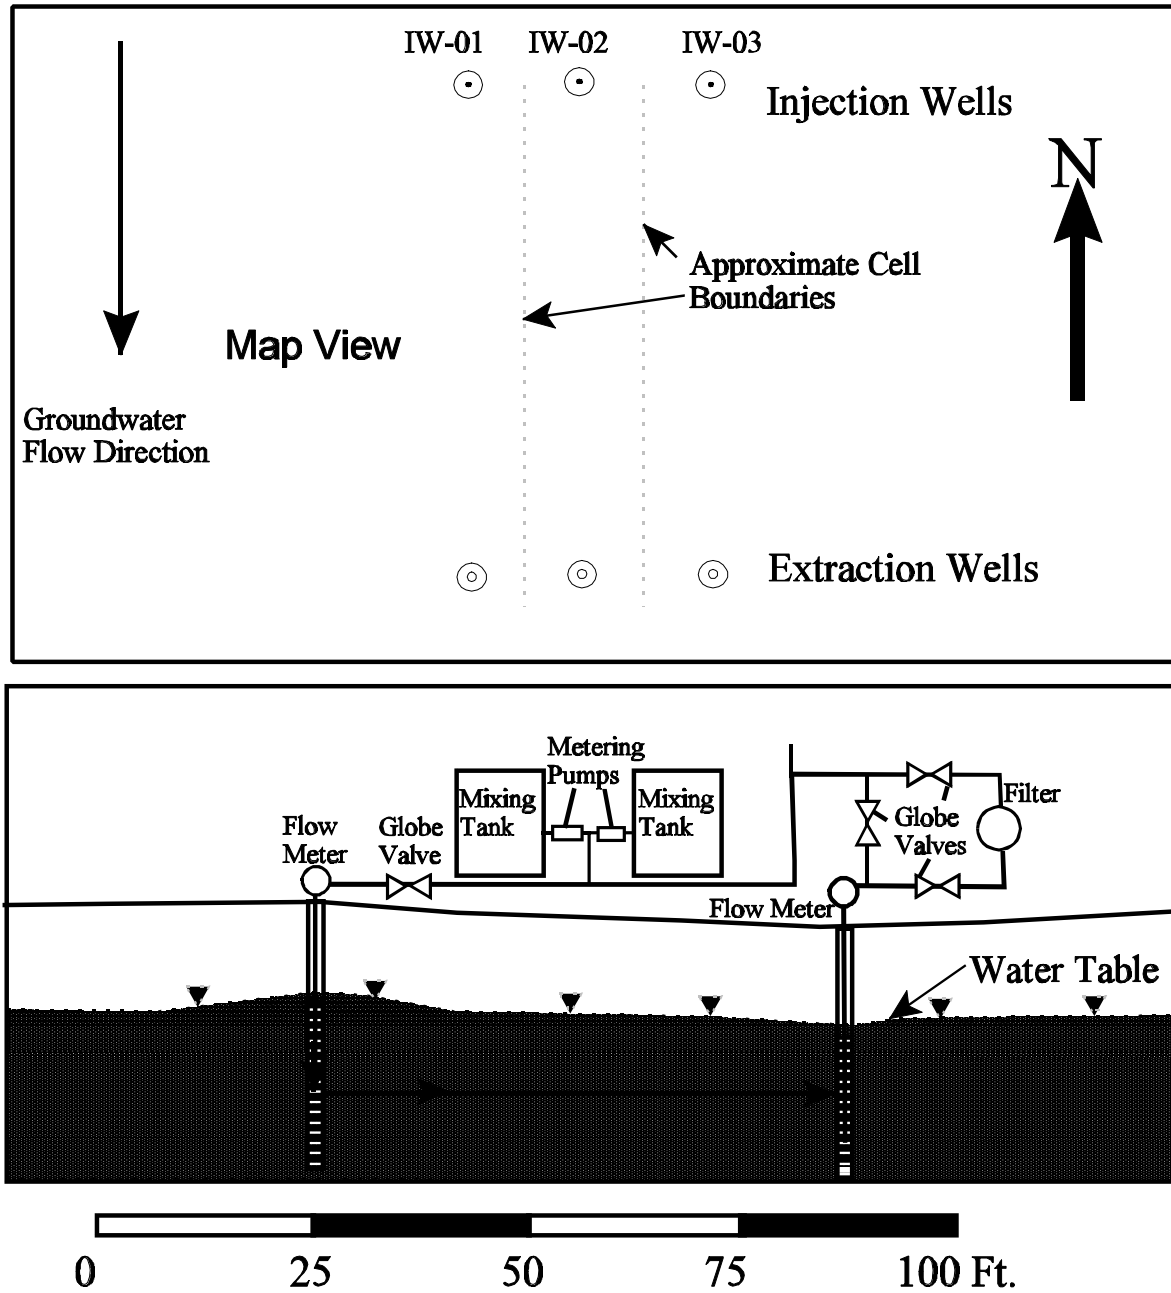 IW-01 IW-02 IW-03
Injection Wells
N
Approximate Cell
Boundaries
Map View
Groundwater
Flow Direction
Extraction Wells
Metering
Pumps
Mixing
Tank
Mixing
Tank
Flow
Meter
Globe
Valve
Globe
Valves
Filter
Flow Meter
Water Table
0 25 50 75 100 Ft.